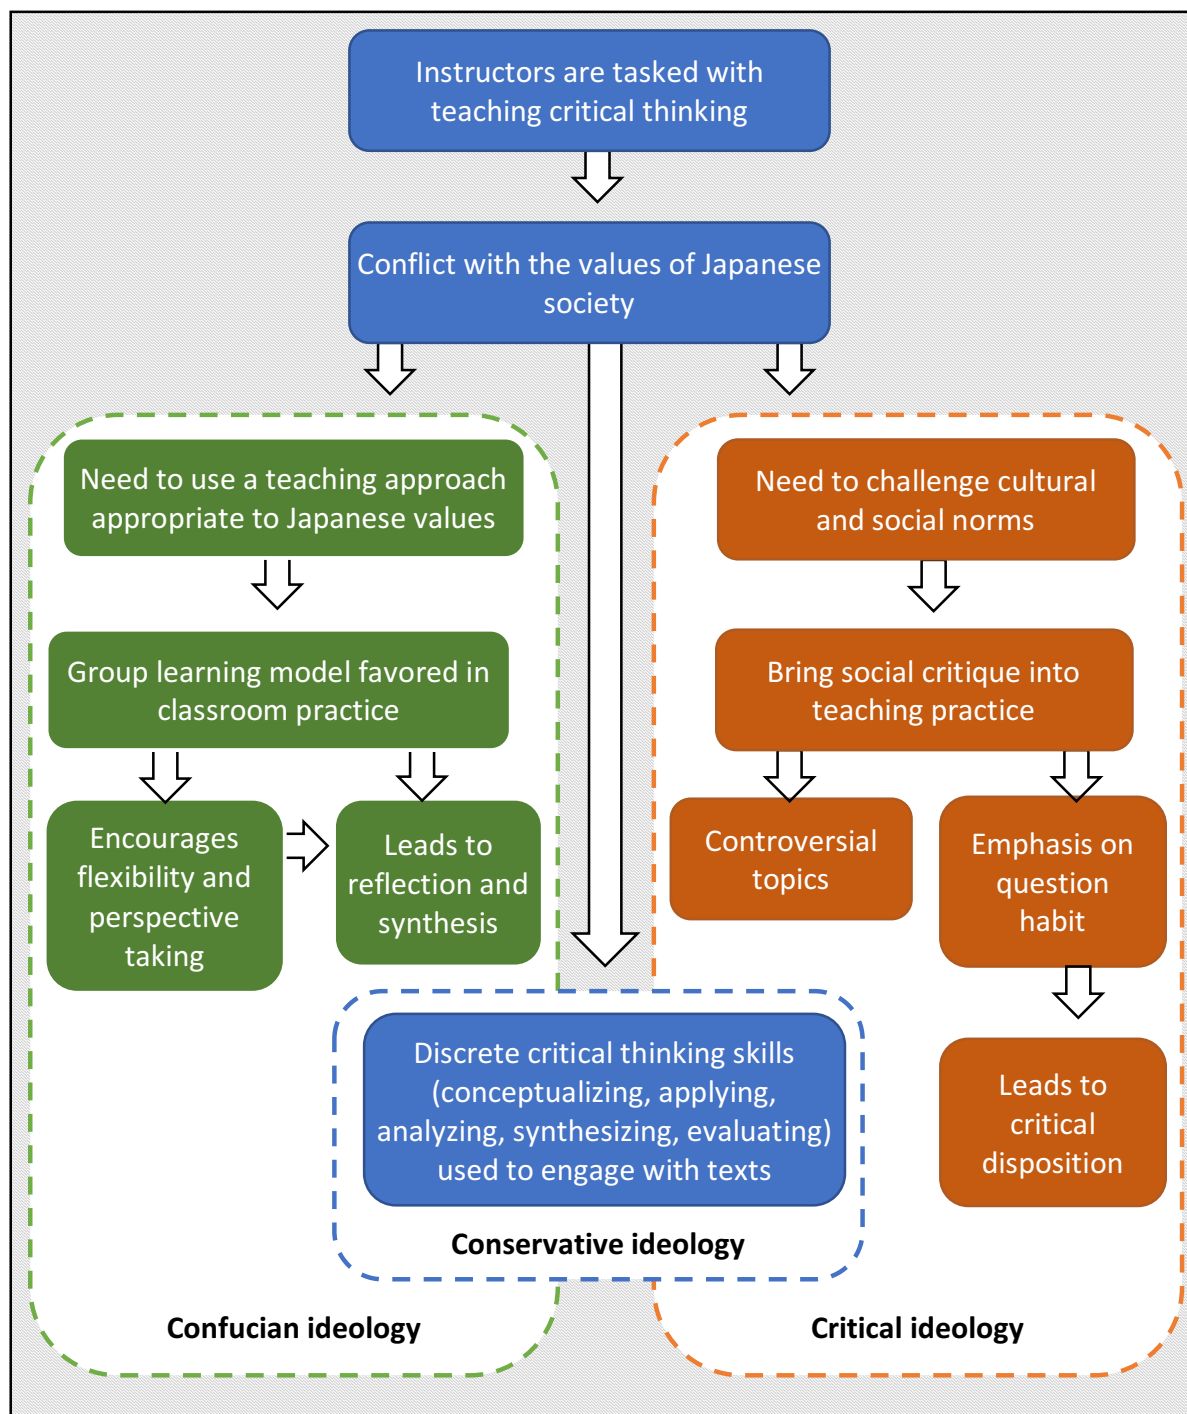 Instructors are tasked with
teaching critical thinking
Conflict with the values of Japanese
society
Need to use a teaching approach
appropriate to Japanese values
Group learning model favored in
classroom practice
Encourages
flexibility and
perspective
taking
Leads to
reflection and
synthesis
Need to challenge cultural
and social norms
Bring social critique into
teaching practice
Controversial
topics
Emphasis on
question
habit
Leads to
critical
disposition
Discrete critical thinking skills
(conceptualizing, applying,
analyzing, synthesizing, evaluating)
used to engage with texts
Conservative ideology
Confucian ideology
Critical ideology